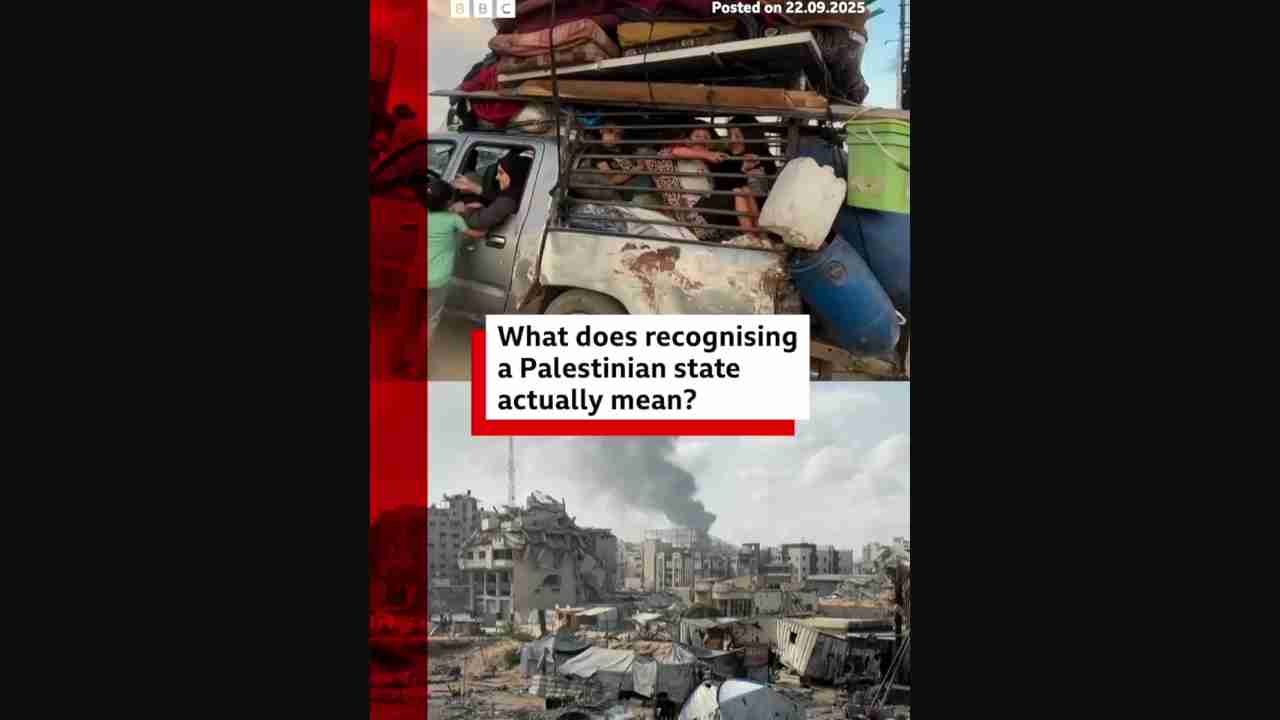 BBC
Posted on 22.09.2025
What does recognising
a Palestinian state
actually mean?